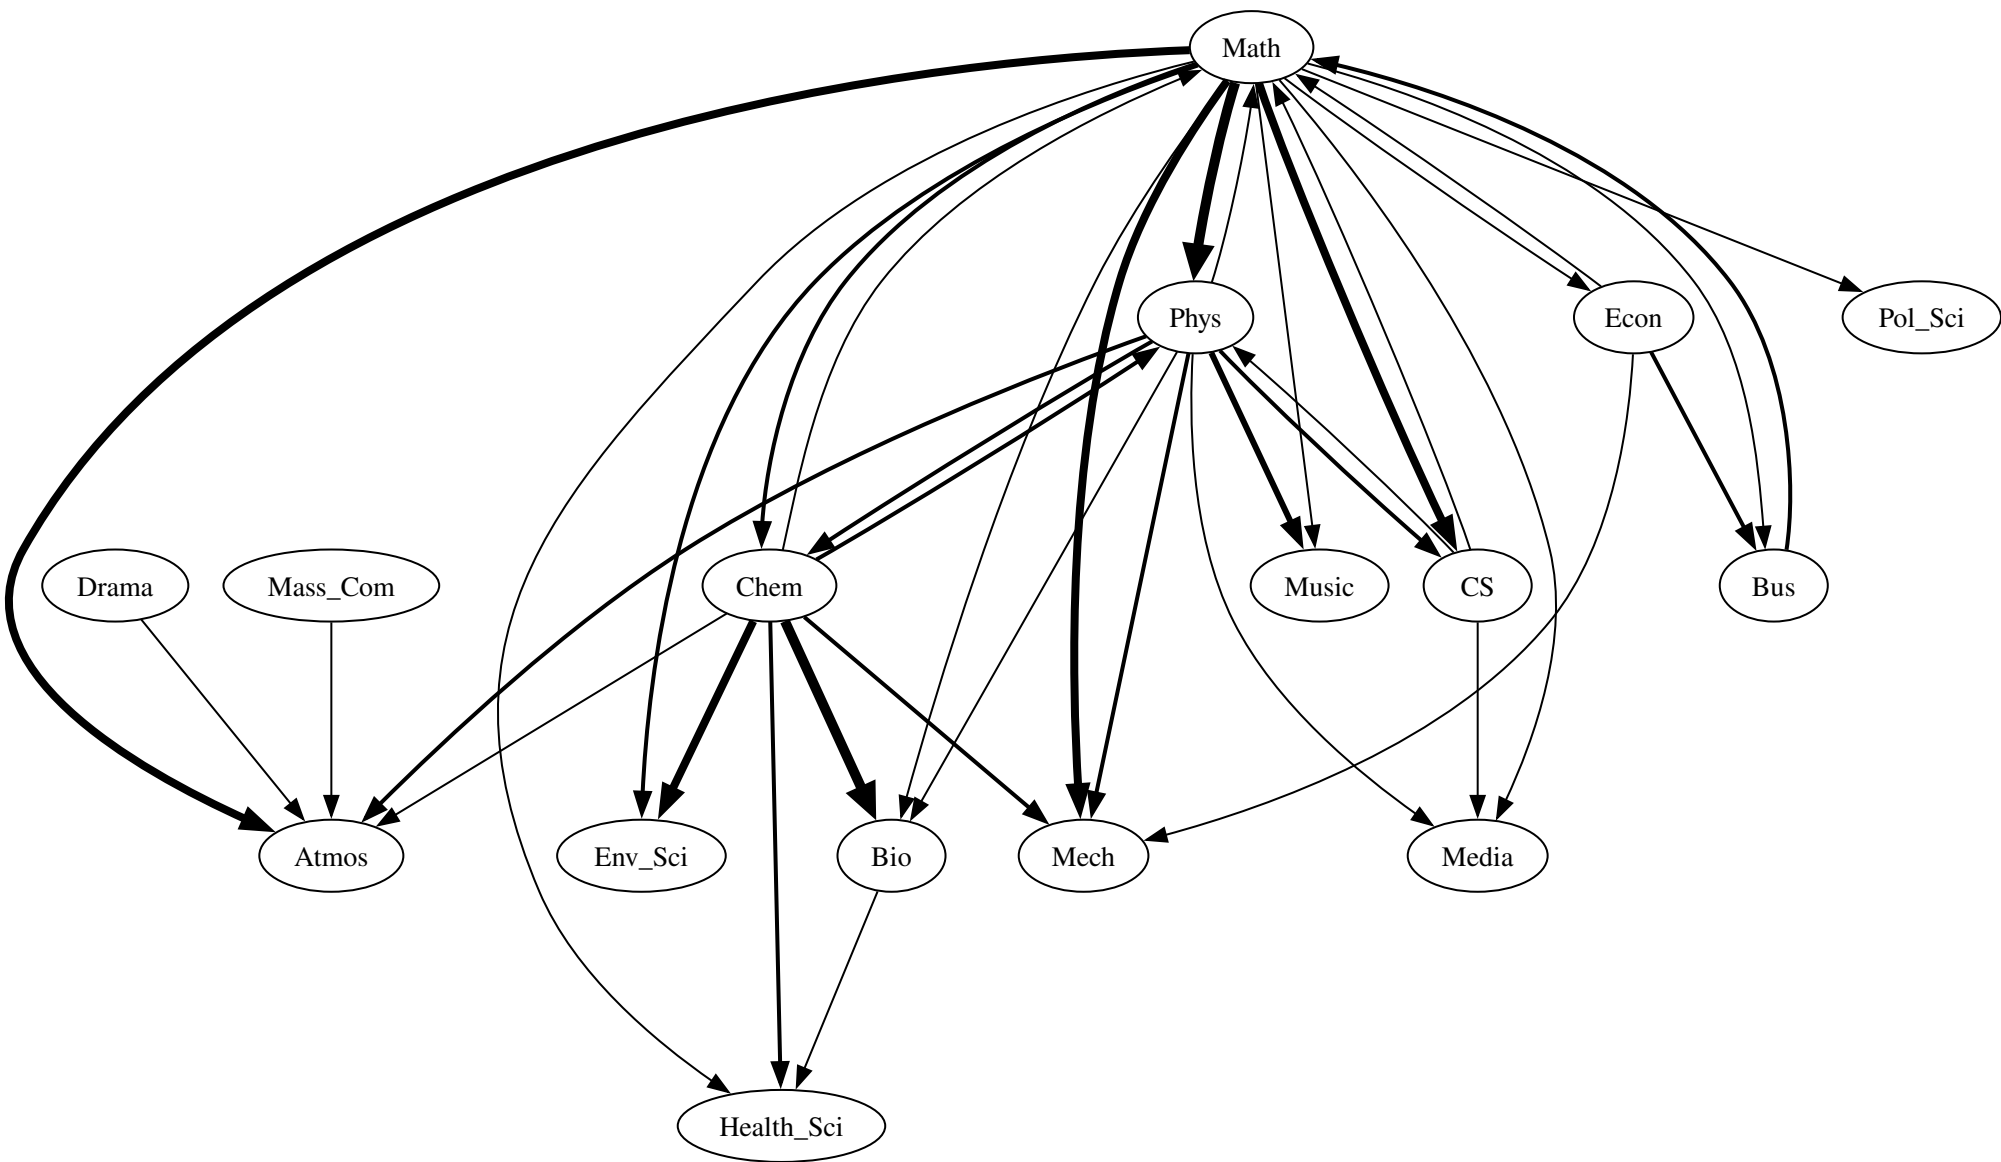 Math
Phys
Econ
Pol_Sci
Drama
Mass_Com
Chem
Music
CS
Bus
Atmos
Env_Sci
Bio
Mech
Media
Health_Sci